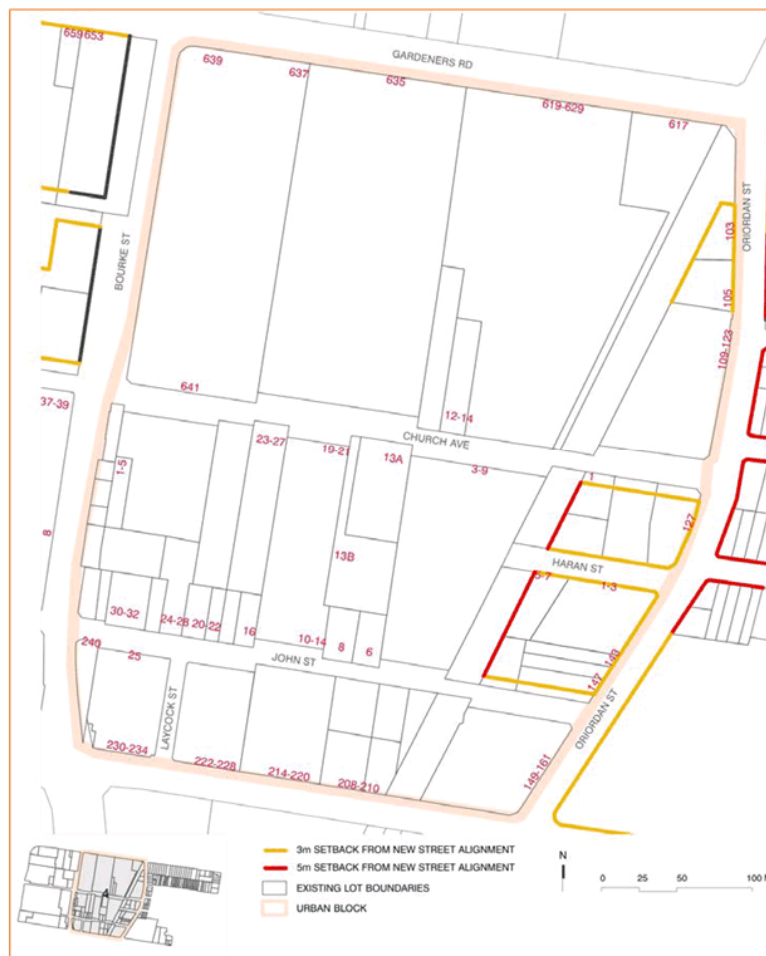 659 653
GARDENERS RD
639
637
635
619-629
617
ORIORDAN ST
103
105
109-123
BOURKE ST
641
12-14
CHURCH AVE
37-39
23-27
19-21
13A
3-9
1
1-5
127
8
13B
HARAN ST
5-7
1-3
30-32
24-28
20-22
16
10-14
8
6
240
25
JOHN ST
LAYCOCK ST
147
149
ORIORDAN ST
230-234
222-228
214-220
208-210
149-161
A
3m SETBACK FROM NEW STREET ALIGNMENT
5m SETBACK FROM NEW STREET ALIGNMENT
EXISTING LOT BOUNDARIES
URBAN BLOCK
N
0 25 50 100 M